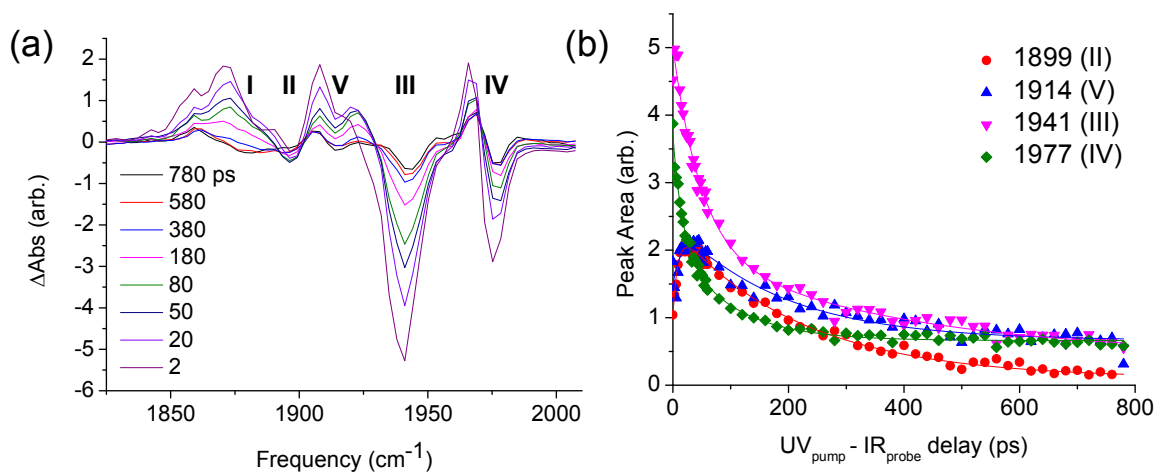 (a)
2
1
0
-1
-2
-3
-4
-5
-6
ΔAbs (arb.)
I II V III IV
780 ps
580
380
180
80
50
20
2
1850 1900 1950 2000
Frequency (cm-1)
(b)
5
4
3
2
1
0
Peak Area (arb.)
1899 (II)
1914 (V)
1941 (III)
1977 (IV)
0 200 400 600 800
UVpump - IRprobe delay (ps)